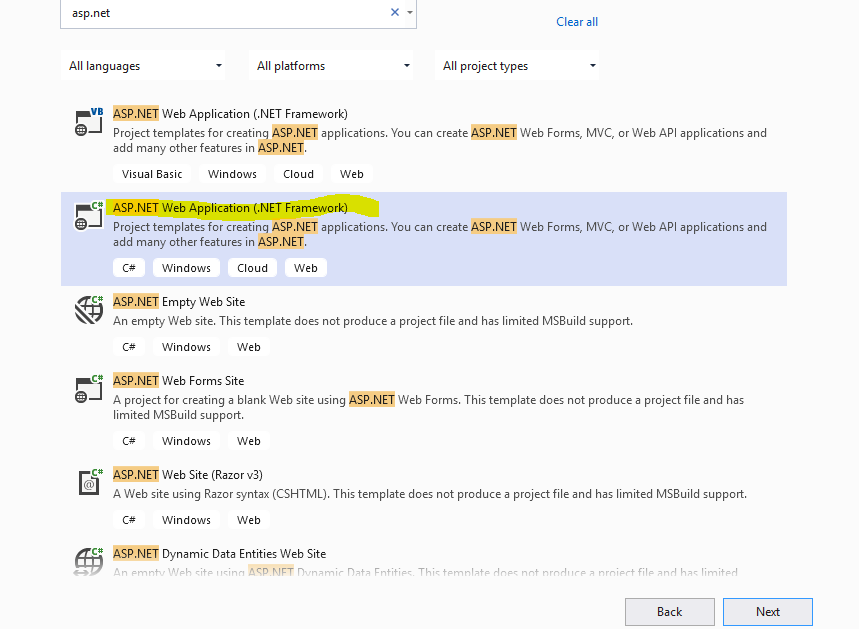 asp.net
Clear all
All languages
All platforms
All project types
VB
ASP.NET Web Application (.NET Framework)
Project templates for creating ASP.NET applications. You can create ASP.NET Web Forms, MVC, or Web API applications and
add many other features in ASP.NET.
Visual Basic Windows Cloud Web
C#
ASP.NET Web Application (.NET Framework)
Project templates for creating ASP.NET applications. You can create ASP.NET Web Forms, MVC, or Web API applications and
add many other features in ASP.NET.
C# Windows Cloud Web
C#
ASP.NET Empty Web Site
An empty Web site. This template does not produce a project file and has limited MSBuild support.
C# Windows Web
C#
ASP.NET Web Forms Site
A project for creating a blank Web site using ASP.NET Web Forms. This template does not produce a project file and has
limited MSBuild support.
C# Windows Web
C#
ASP.NET Web Site (Razor v3)
A Web site using Razor syntax (CSHTML). This template does not produce a project file and has limited MSBuild support.
C# Windows Web
C#
ASP.NET Dynamic Data Entities Web Site
An empty Web site using ASP.NET Dynamic Data Entities. This template does not produce a project file and has limited
Back
Next